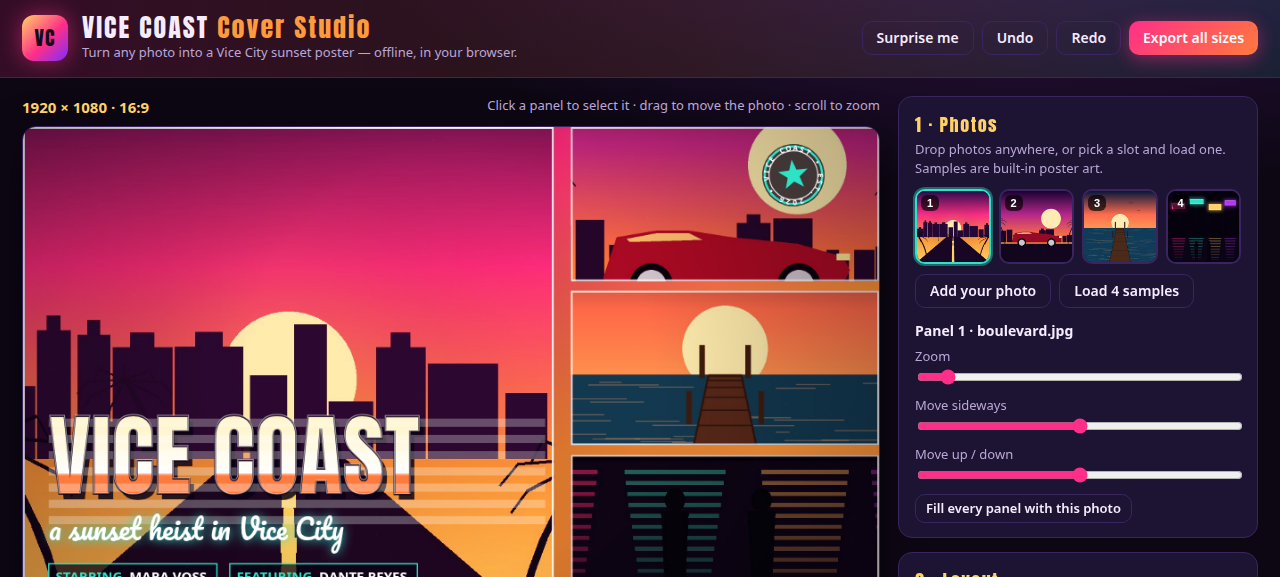 VC
VICE COAST Cover Studio
Turn any photo into a Vice City sunset poster — offline, in your browser.
Surprise me
Undo
Redo
Export all sizes
1920 × 1080 · 16:9
Click a panel to select it · drag to move the photo · scroll to zoom
VICE COAST
VICE COAST
a sunset heist in Vice City
STARRING MARA VOSS
FEATURING DANTE REYES
1 · Photos
Drop photos anywhere, or pick a slot and load one.
Samples are built-in poster art.
1
2
3
4
Add your photo
Load 4 samples
Panel 1 · boulevard.jpg
Zoom
Move sideways
Move up / down
Fill every panel with this photo
2 · Layout